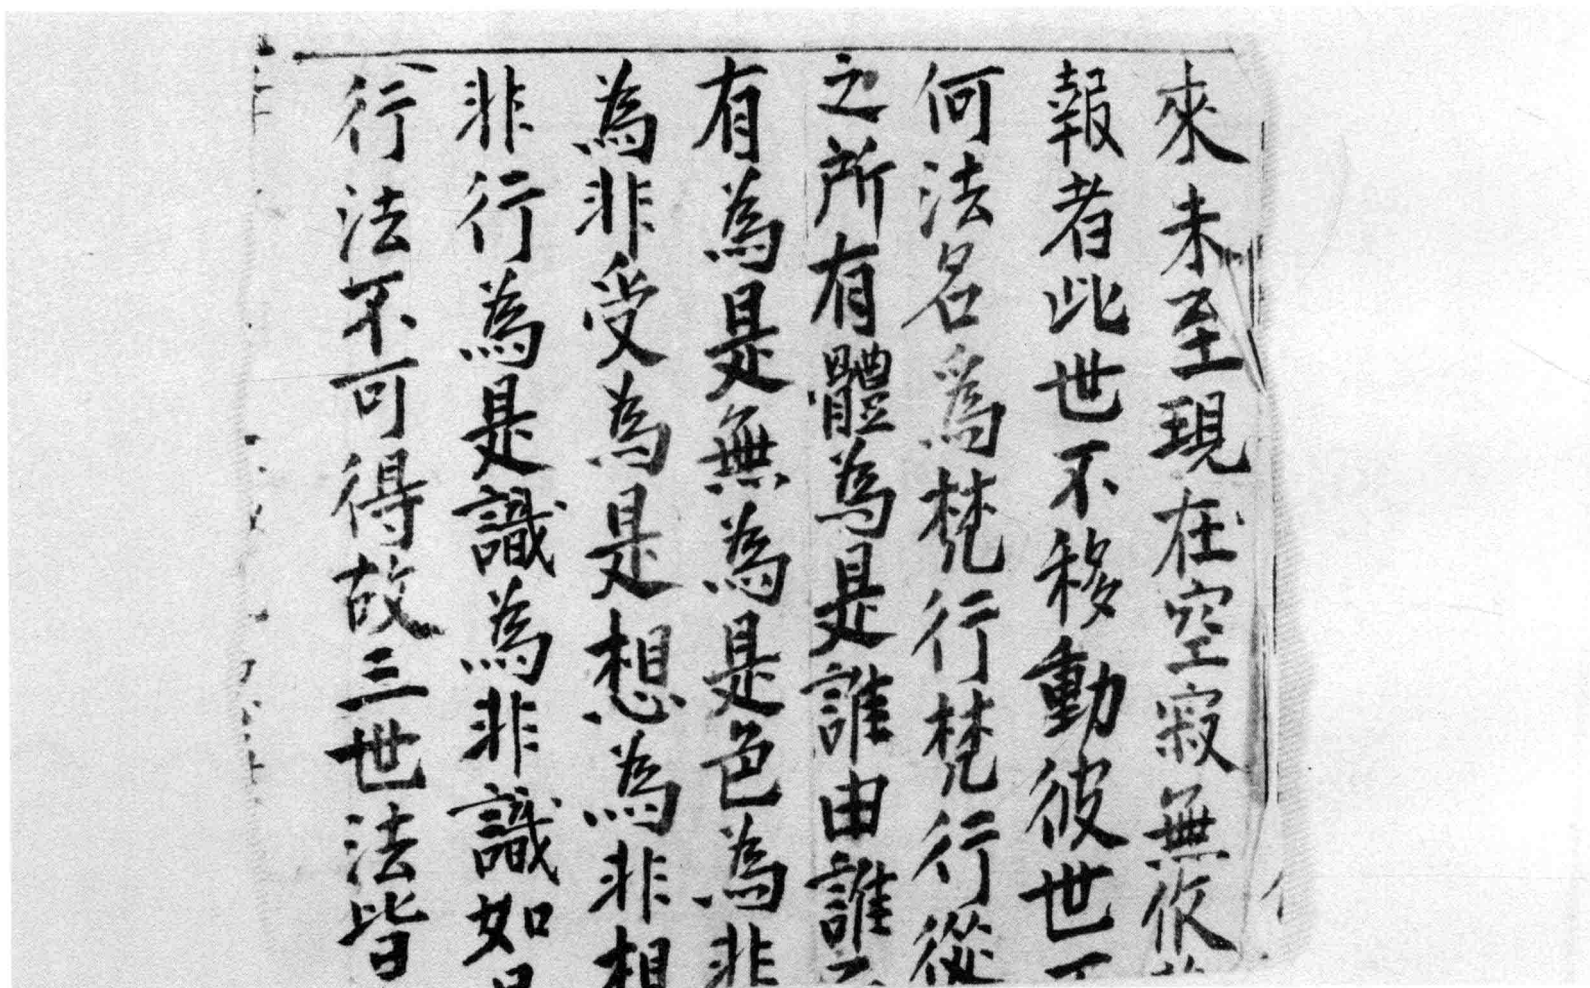 來未至現在空寂無作
報者此世不移動彼世
何法名為梵行梵行從
之所有體為是誰由誰
有為是無為是色為非
為非受為是想為非想
非行為是識為非識如
行法不可得故三世法皆